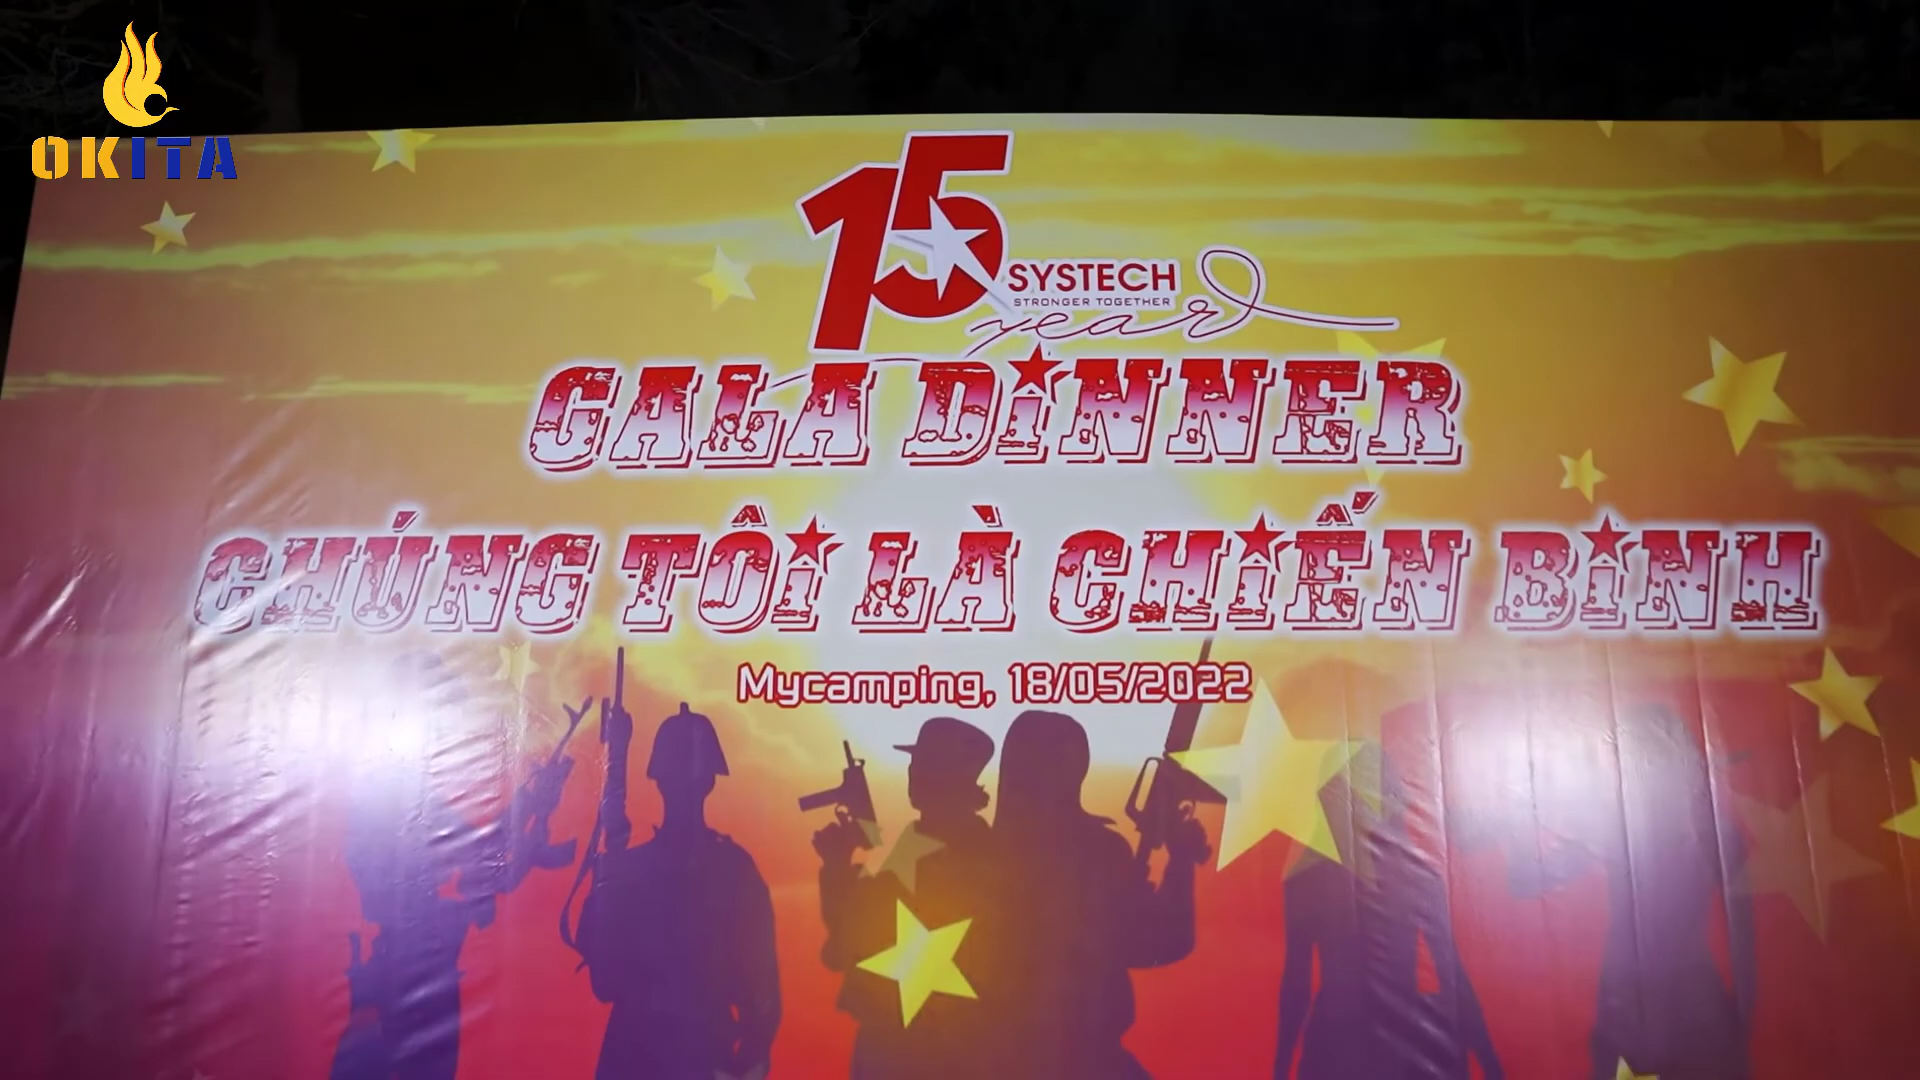 OKITA
15
SYSTECH
STRONGER TOGETHER
year
GALA DINNER
CHÚNG TÔI LÀ CHIẾN BINH
Mycamping, 18/05/2022